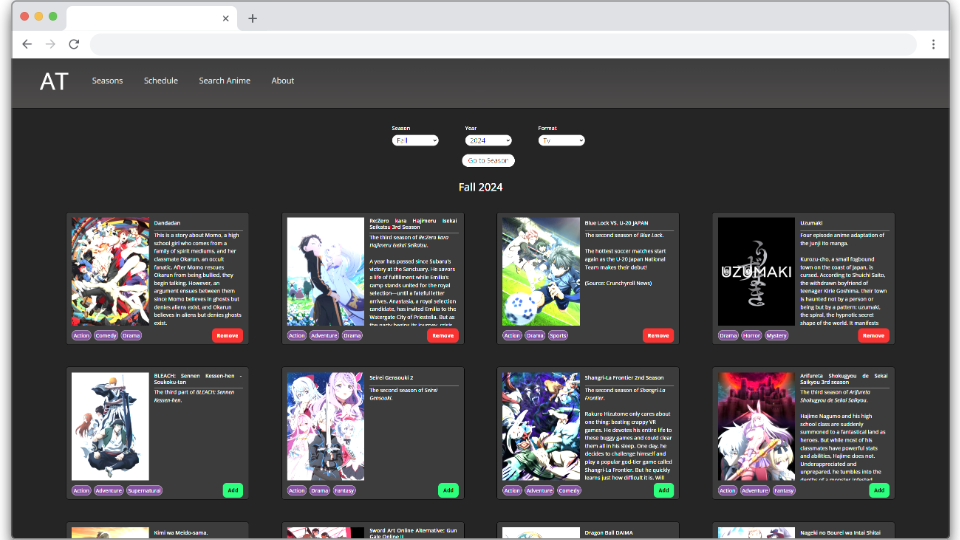 AT Seasons Schedule Search Anime About
Season Year Format
Fall 2024 Tv
Go to Season
Fall 2024
Dandadan
This is a story about Momo, a high
school girl who comes from a
family of spirit mediums, and her
classmate Okarun, an occult
fanatic. After Momo rescues
Okarun from being bullied, they
begin talking. However, an
argument ensues between them
since Momo believes in ghosts but
denies aliens exist, and Okarun
believes in aliens but denies ghosts
exist.
Action Comedy Drama
Remove
Re:Zero kara Hajimeru Isekai
Seikatsu 3rd Season
The third season of Re:Zero kara
Hajimeru Isekai Seikatsu.
A year has passed since Subaru's
victory at the Sanctuary. He savors
a life of fulfillment while Emilia's
camp stands united for the royal
selection—until a fateful letter
arrives. Anastasia, a royal selection
candidate, has invited Emilia to the
Watergate City of Priestella. But as
the party begins its journey, crisis
Action Adventure Drama
Remove
Blue Lock VS. U-20 JAPAN
The second season of Blue Lock.
The hottest soccer matches start
again as the U-20 Japan National
Team makes their debut!
(Source: Crunchyroll News)
Action Drama Sports
Remove
UZUMAKI
Uzumaki
Four episode anime adaptation of
the Junji Ito manga.
Kurozu-cho, a small fogbound
town on the coast of Japan, is
cursed. According to Shuichi Saito,
the withdrawn boyfriend of
teenager Kirie Goshima, their town
is haunted not by a person or
being but by a pattern: uzumaki,
the spiral, the hypnotic secret
shape of the world. It manifests
Drama Horror Mystery
Remove
BLEACH: Sennen Kessen-hen -
Soukoku-tan
The third part of BLEACH: Sennen
Kessen-hen.
Action Adventure Supernatural
Add
Seirei Gensouki 2
The second season of Seirei
Gensouki.
Action Drama Fantasy
Add
Shangri-La Frontier 2nd Season
The second season of Shangri-La
Frontier.
Rakuro Hizutome only cares about
one thing: beating crappy VR
games. He devotes his entire life to
these buggy games and could clear
them all in his sleep. One day, he
decides to challenge himself and
play a popular god-tier game called
Shangri-La Frontier. But he quickly
learns just how difficult it is. Will
Action Adventure Comedy
Add
Arifureta Shokugyou de Sekai
Saikyou 3rd season
The third season of Arifureta
Shokugyou de Sekai Saikyou.
Hajime Nagumo and his high
school class are suddenly
summoned to a fantastical land as
heroes. But while most of his
classmates have powerful stats
and abilities, Hajime does not.
Underappreciated and
unprepared, he tumbles into the
depths of a monster infested
Action Adventure Fantasy
Add
Kimi wa Meido-sama.
Sword Art Online Alternative: Gun
Gale Online II
Dragon Ball DAIMA
Nageki no Bourei wa Intai Shitai